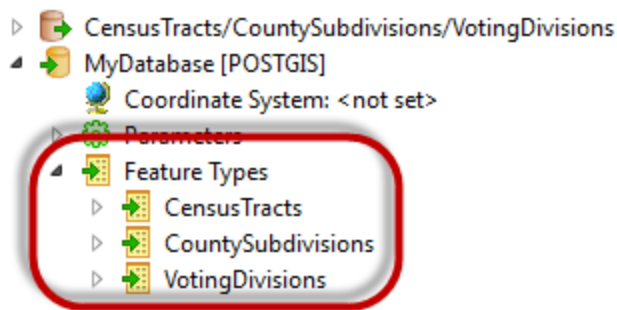 CensusTracts/CountySubdivisions/VotingDivisions
MyDatabase [POSTGIS]
Coordinate System: <not set>
Parameters
Feature Types
CensusTracts
CountySubdivisions
VotingDivisions